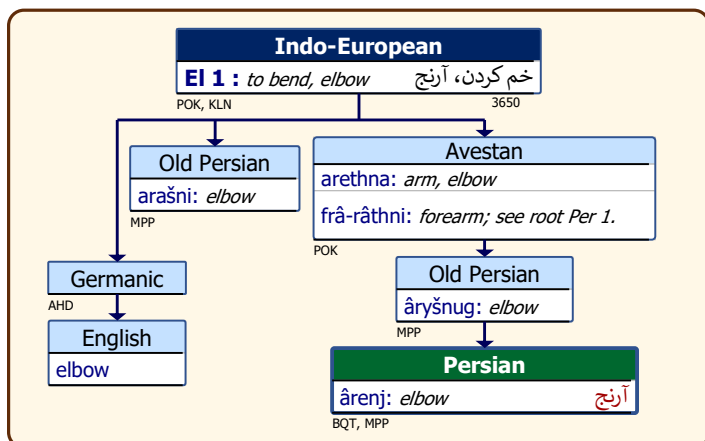 Indo-European
El 1 : to bend, elbow خم کردن، آرنج
POK, KLN 3650
Old Persian
arašni: elbow
MPP
Avestan
arethna: arm, elbow
frâ-râthni: forearm; see root Per 1.
POK
Germanic
AHD
English
elbow
Old Persian
âryšnug: elbow
MPP
Persian
ârenj: elbow آرنج
BQT, MPP